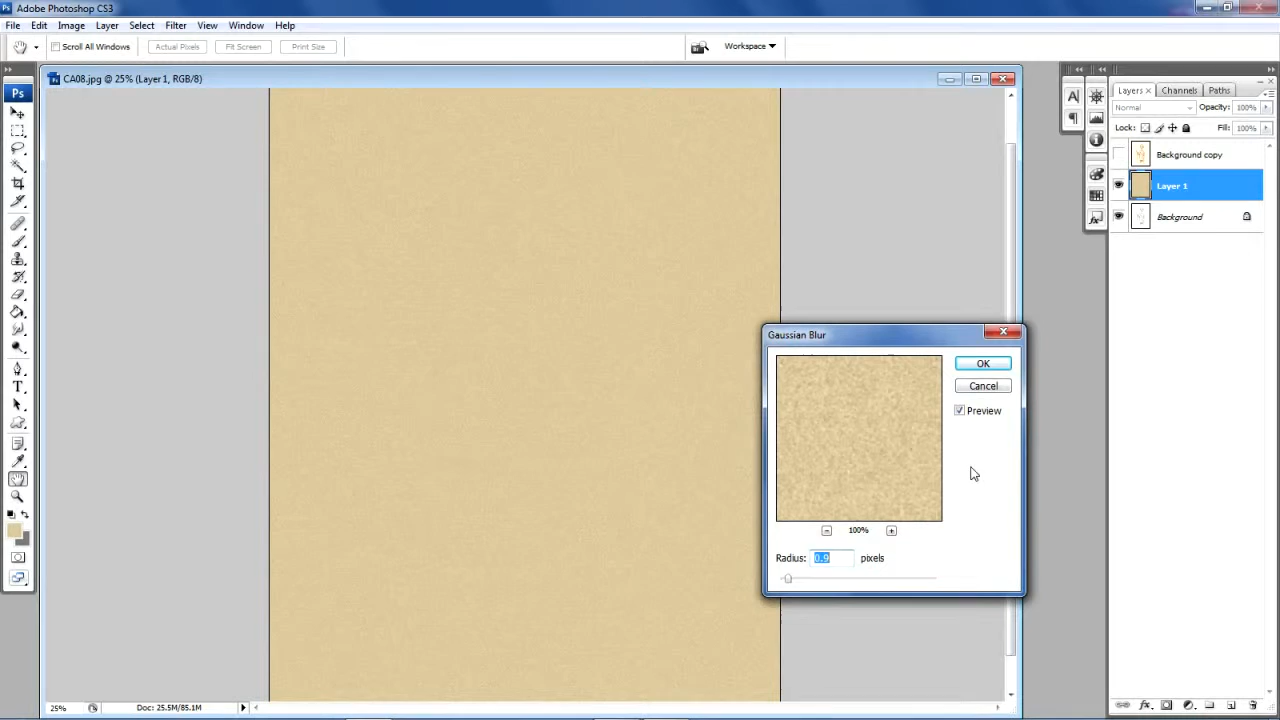 Ps Adobe Photoshop CS3
File Edit Image Layer Select Filter View Window Help
Scroll All Windows Actual Pixels Fit Screen Print Size Workspace
CA08.jpg @ 25% (Layer 1, RGB/8)
Ps
T
Layers Channels Paths
Normal Opacity: 100%
Lock: Fill: 100%
Background copy
Layer 1
Background
Gaussian Blur
OK
Cancel
Preview
100%
Radius: 0.9 pixels
25% Doc: 25.5M/85.1M